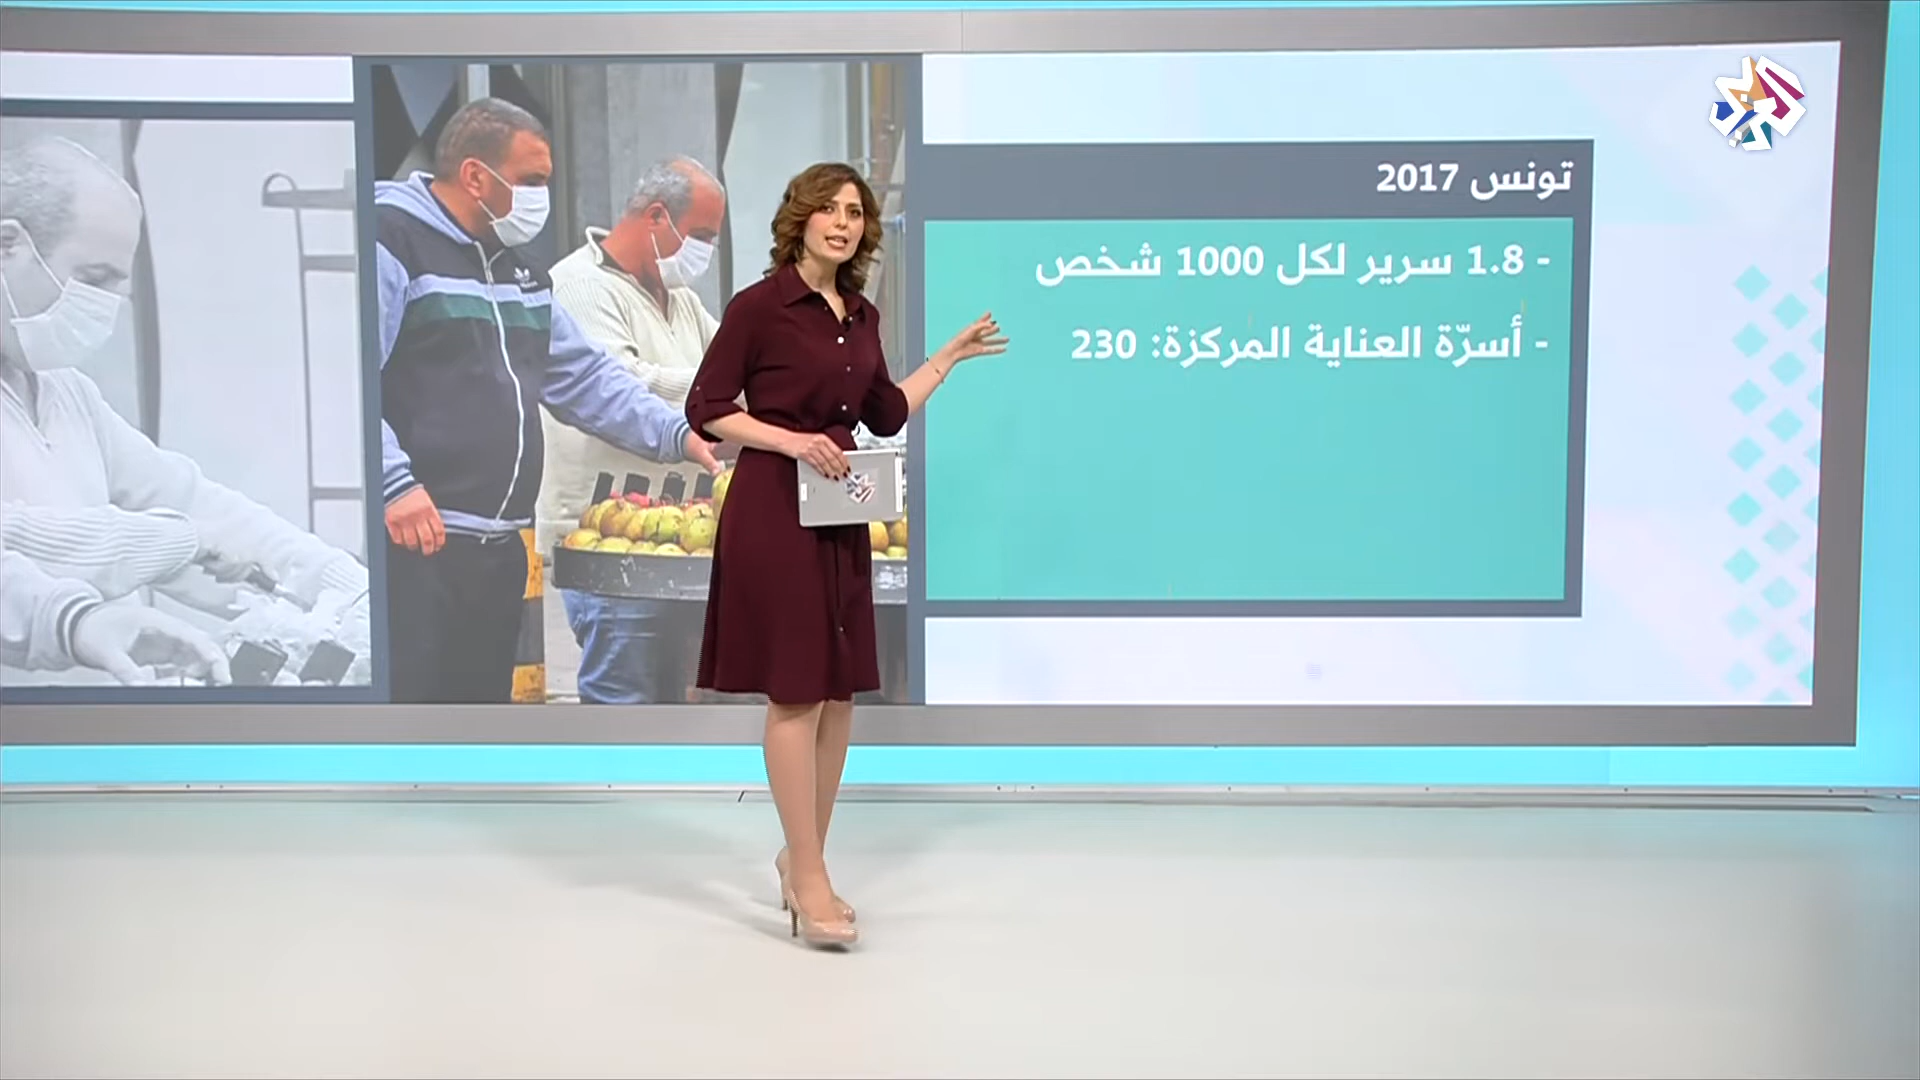 تونس 2017
- 1.8 سرير لكل 1000 شخص
- أسرّة العناية المركزة: 230